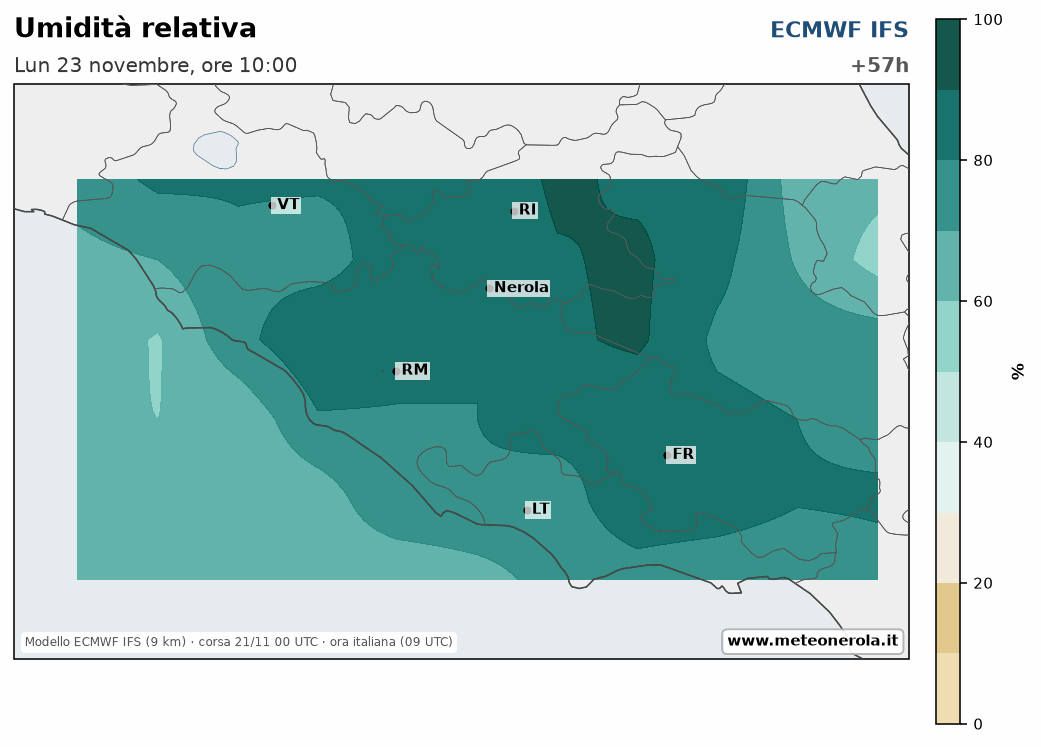 Umidità relativa
ECMWF IFS
Lun 23 novembre, ore 10:00
+57h
100
80
60
40
20
0
%
VT
RI
Nerola
RM
FR
LT
Modello ECMWF IFS (9 km) · corsa 21/11 00 UTC · ora italiana (09 UTC)
www.meteonerola.it